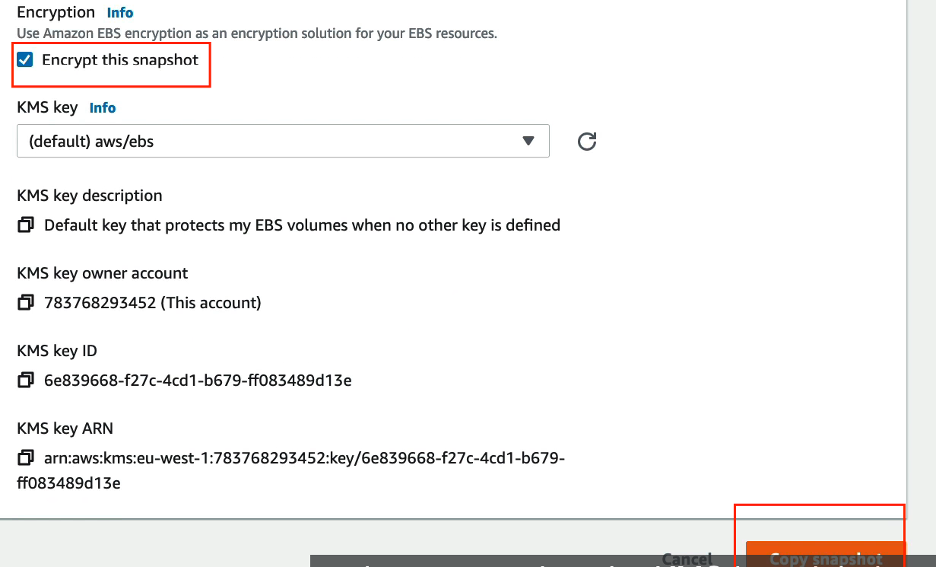 Encryption Info
Use Amazon EBS encryption as an encryption solution for your EBS resources.
Encrypt this snapshot
KMS key Info
(default) aws/ebs
KMS key description
Default key that protects my EBS volumes when no other key is defined
KMS key owner account
783768293452 (This account)
KMS key ID
6e839668-f27c-4cd1-b679-ff083489d13e
KMS key ARN
arn:aws:kms:eu-west-1:783768293452:key/6e839668-f27c-4cd1-b679-
ff083489d13e
Cancel Copy snapshot